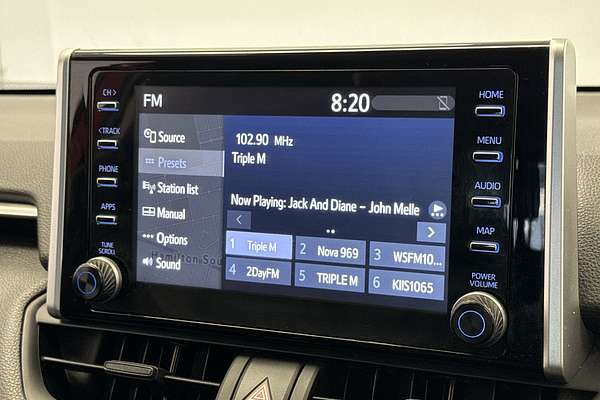 CH >
< TRACK
PHONE
APPS
TUNE
SCROLL
FM
8:20
Source
Presets
Station list
Manual
Options
Sound
102.90 MHz
Triple M
Now Playing: Jack And Diane – John Melle
1 Triple M
2 Nova 969
3 WSFM10...
4 2DayFM
5 TRIPLE M
6 KIIS1065
HOME
MENU
AUDIO
MAP
POWER
VOLUME